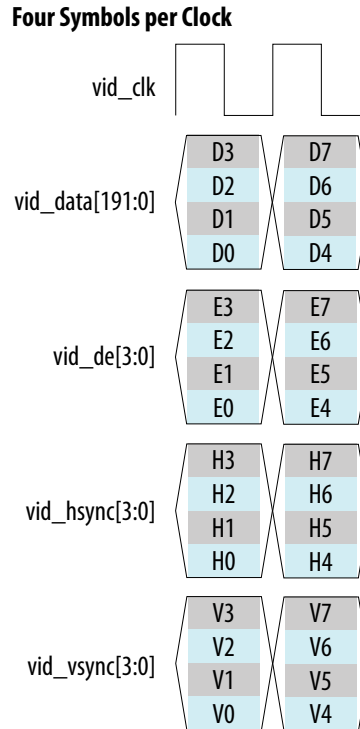 Four Symbols per Clock
vid_clk
vid_data[191:0]
D3 D7
D2 D6
D1 D5
D0 D4
vid_de[3:0]
E3 E7
E2 E6
E1 E5
E0 E4
vid_hsync[3:0]
H3 H7
H2 H6
H1 H5
H0 H4
vid_vsync[3:0]
V3 V7
V2 V6
V1 V5
V0 V4